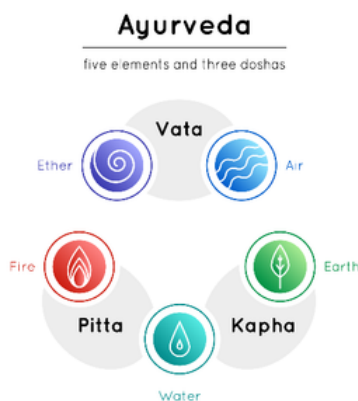 Ayurveda
five elements and three doshas
Vata
Ether
Air
Fire
Earth
Pitta
Kapha
Water